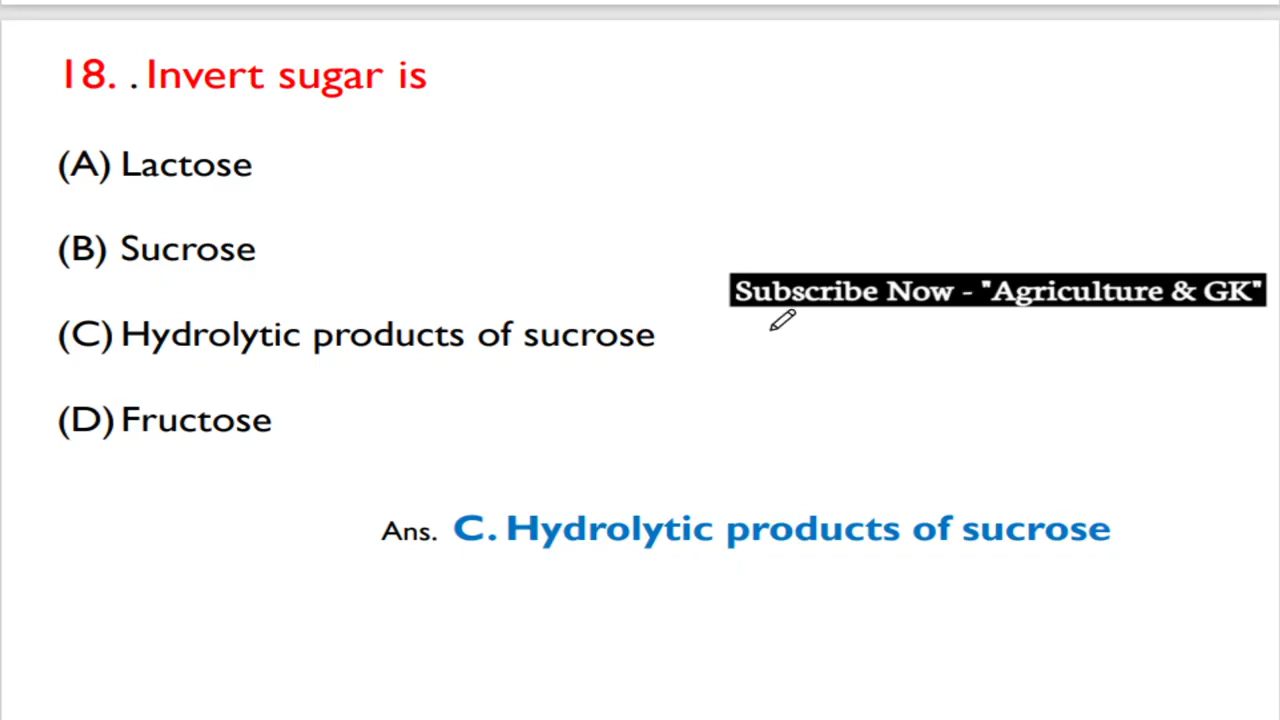 18. . Invert sugar is
(A) Lactose
(B) Sucrose
Subscribe Now - "Agriculture & GK"
(C) Hydrolytic products of sucrose
(D) Fructose
Ans. C. Hydrolytic products of sucrose